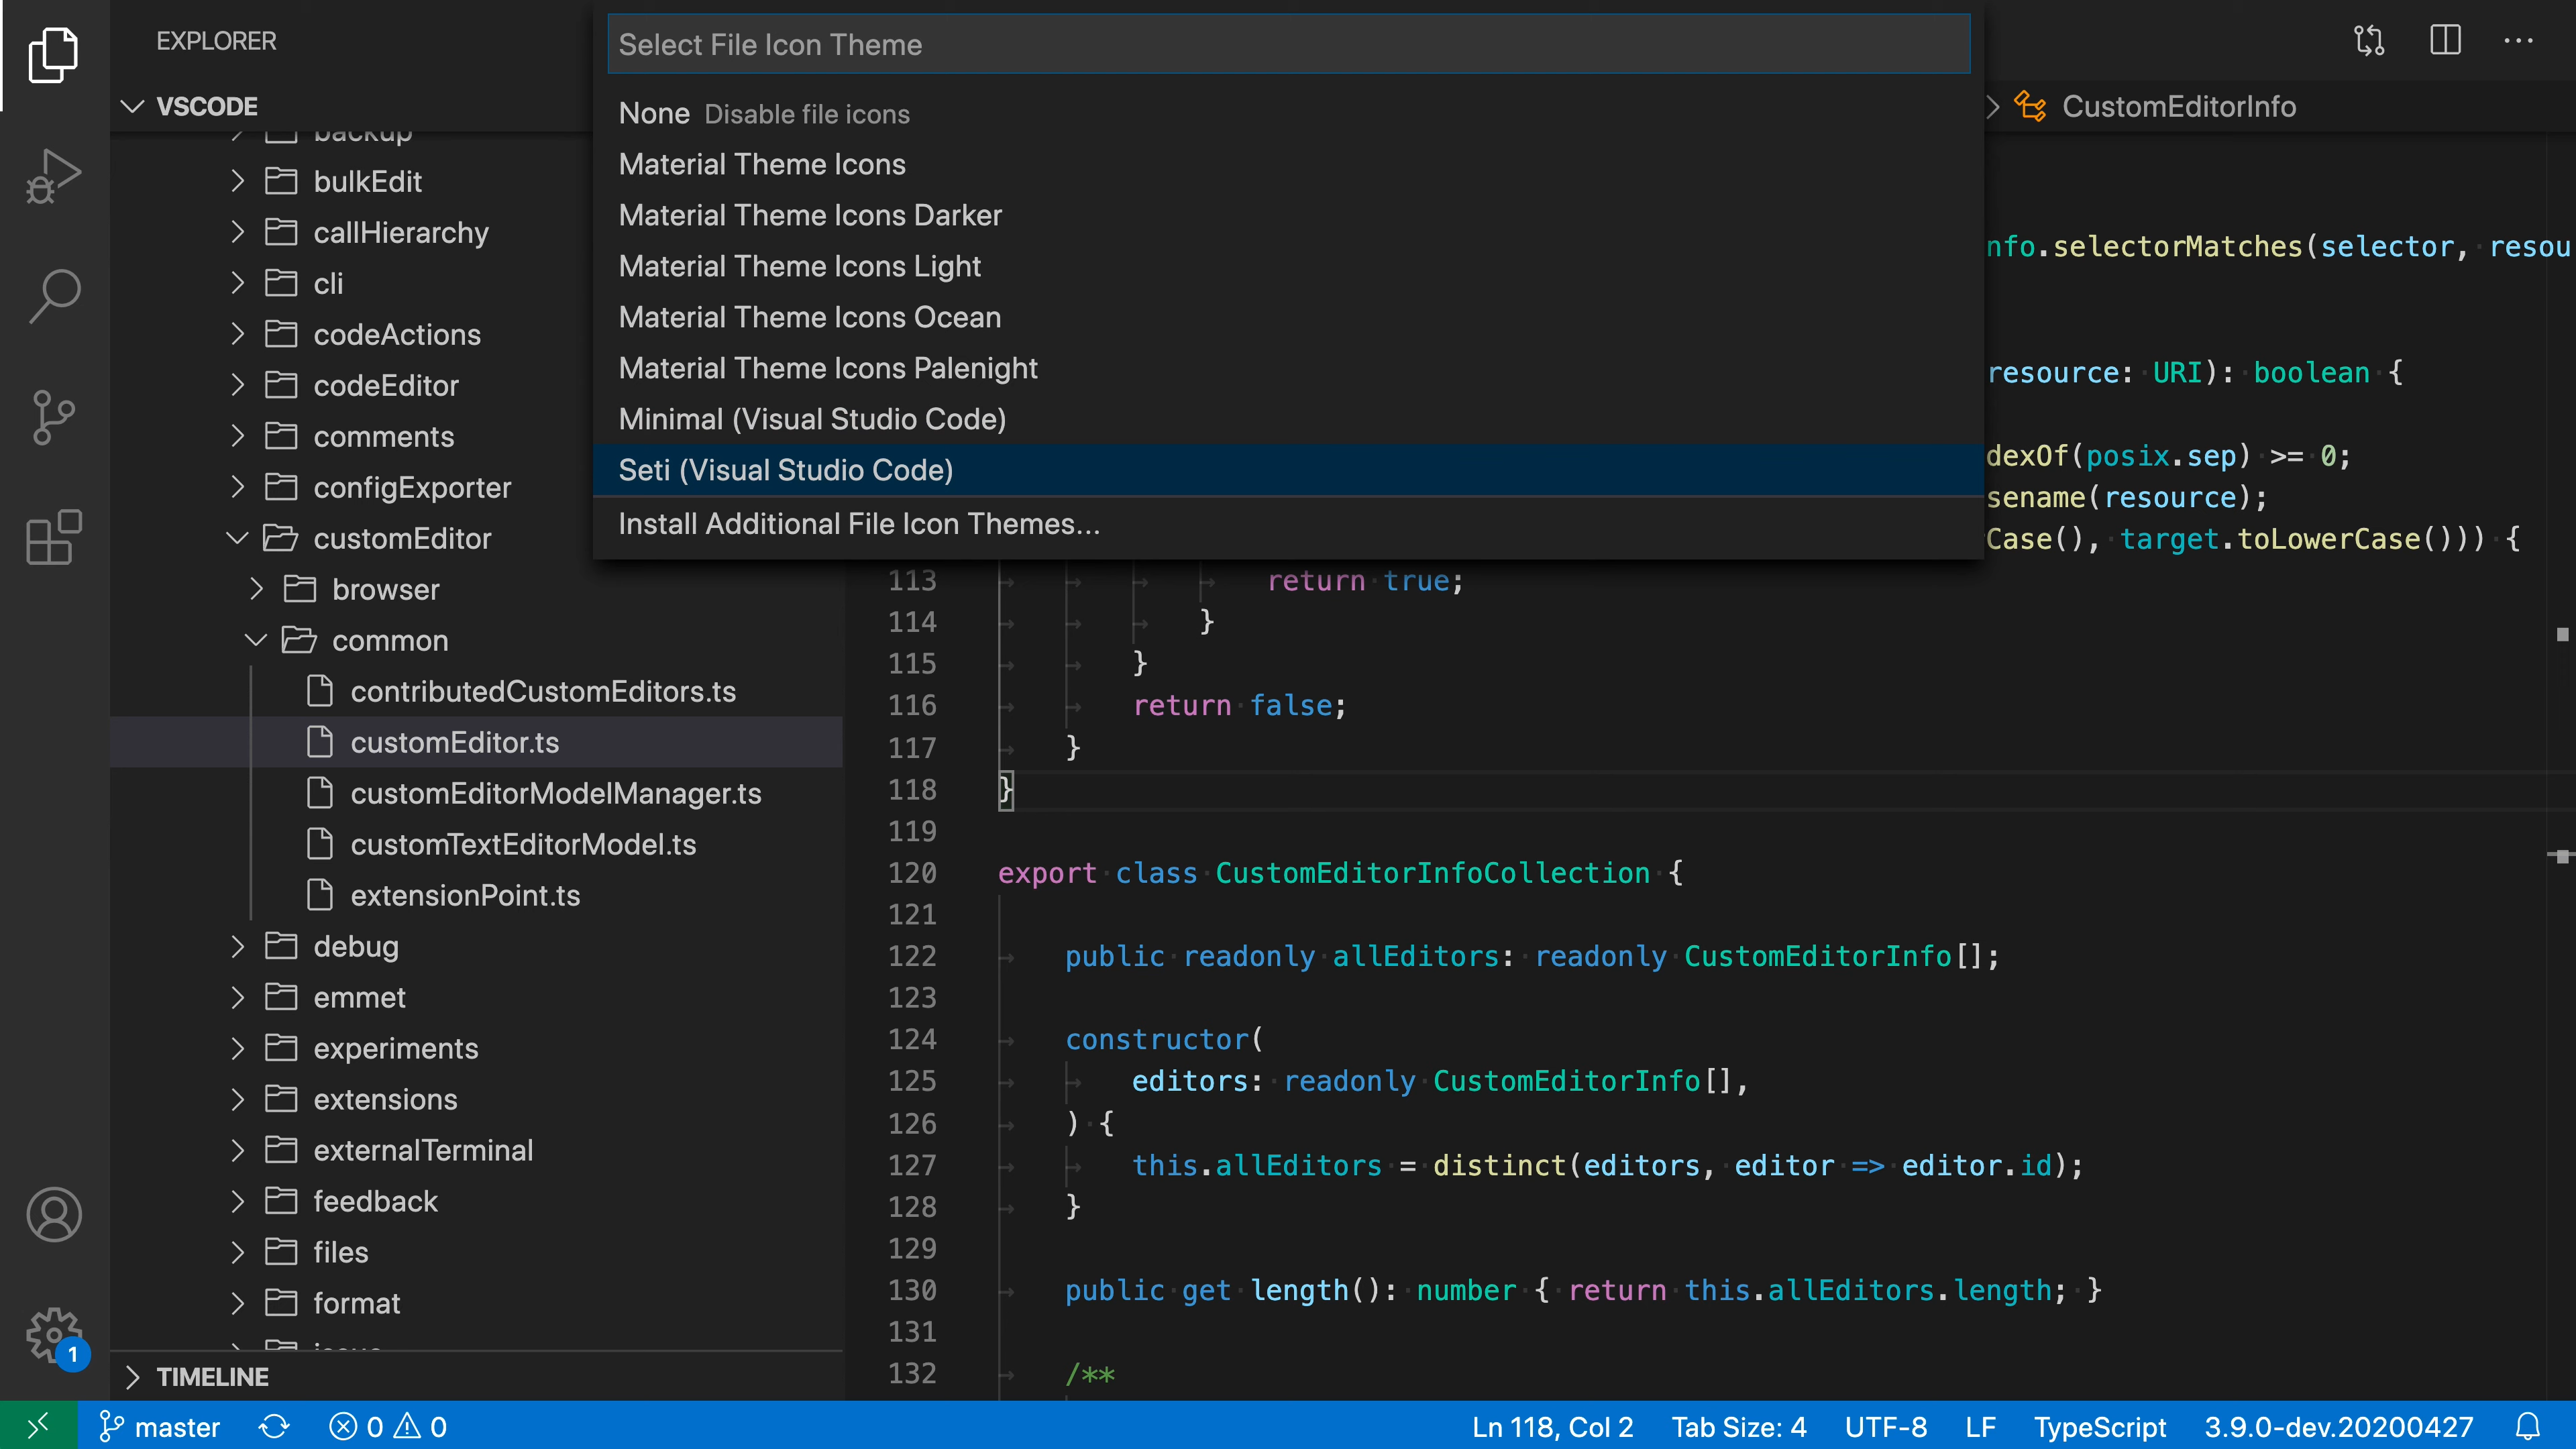 EXPLORER
VSCODE
backup
bulkEdit
callHierarchy
cli
codeActions
codeEditor
comments
configExporter
customEditor
browser
common
contributedCustomEditors.ts
customEditor.ts
customEditorModelManager.ts
customTextEditorModel.ts
extensionPoint.ts
debug
emmet
experiments
extensions
externalTerminal
feedback
files
format
TIMELINE
1
Select File Icon Theme
None Disable file icons
Material Theme Icons
Material Theme Icons Darker
Material Theme Icons Light
Material Theme Icons Ocean
Material Theme Icons Palenight
Minimal (Visual Studio Code)
Seti (Visual Studio Code)
Install Additional File Icon Themes...
CustomEditorInfo
nfo.selectorMatches(selector, resou
resource: URI): boolean {
dexOf(posix.sep) >= 0;
sename(resource);
Case(), target.toLowerCase())) {
113 return true;
114 }
115 }
116 return false;
117 }
118 }
119
120 export class CustomEditorInfoCollection {
121
122 public readonly allEditors: readonly CustomEditorInfo[];
123
124 constructor(
125 editors: readonly CustomEditorInfo[],
126 ) {
127 this.allEditors = distinct(editors, editor => editor.id);
128 }
129
130 public get length(): number { return this.allEditors.length; }
131
132 /**
master 0 0 Ln 118, Col 2 Tab Size: 4 UTF-8 LF TypeScript 3.9.0-dev.20200427